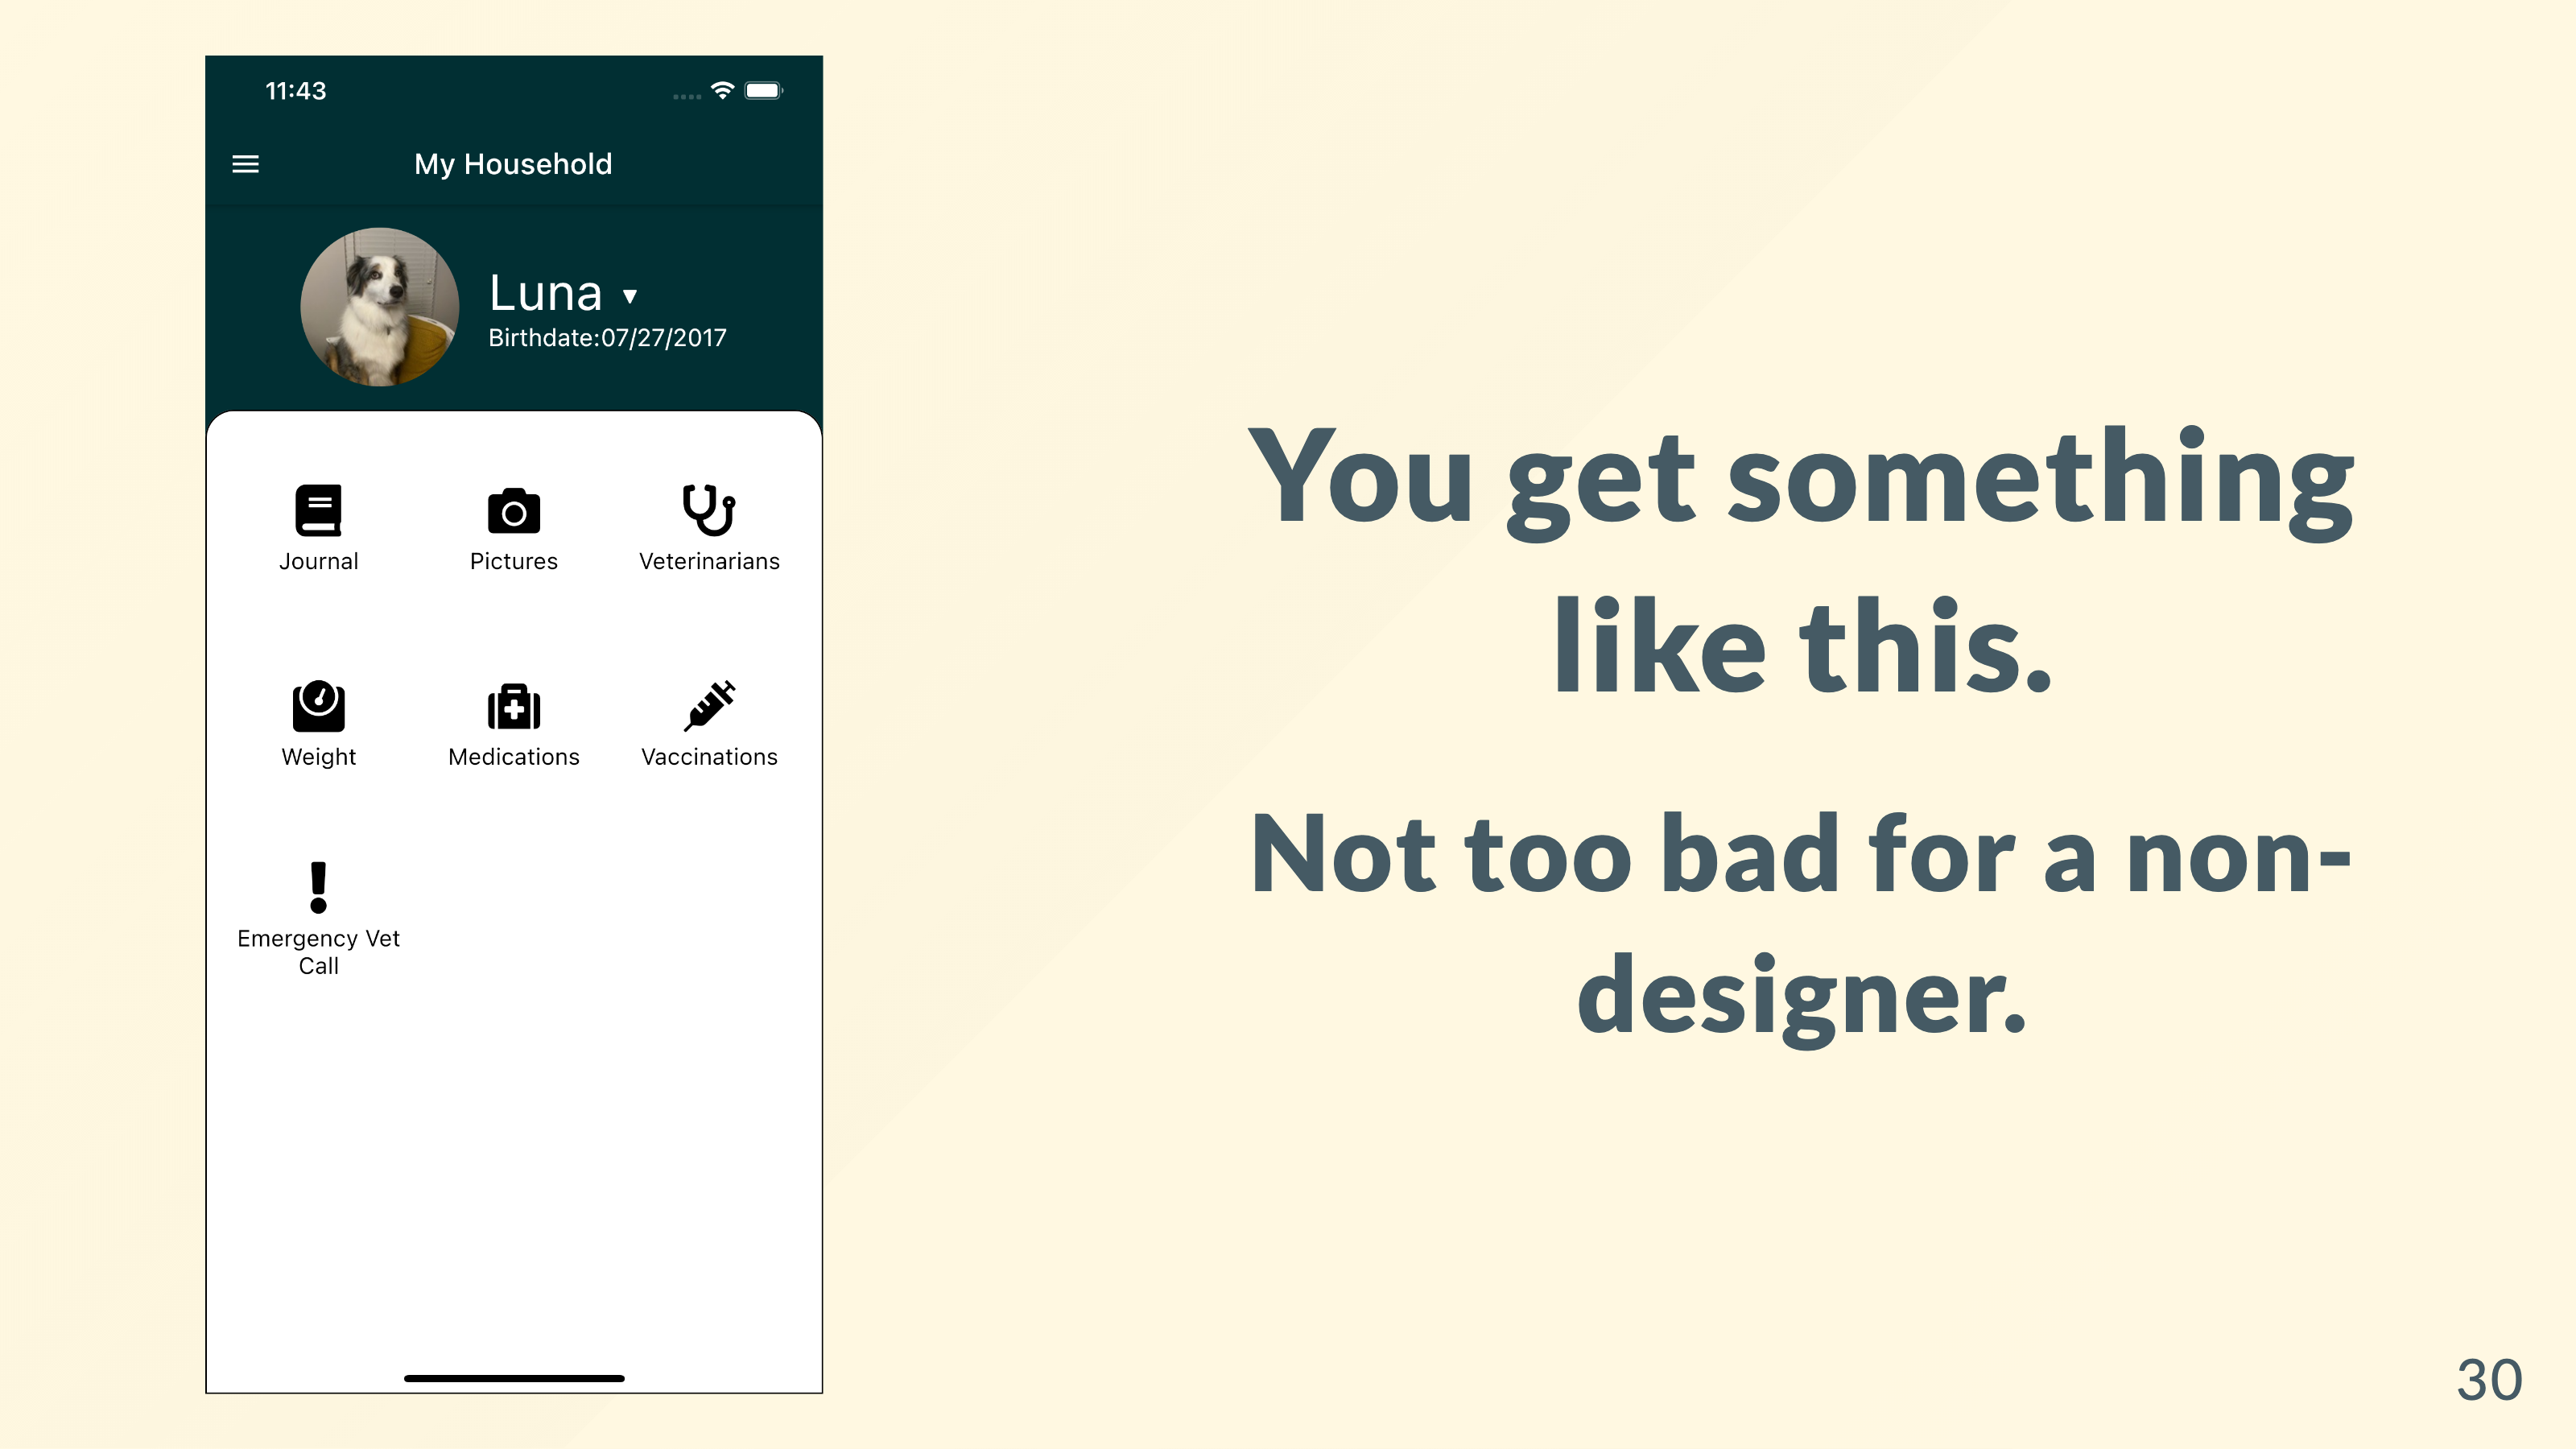 11:43
My Household
Luna ▾
Birthdate:07/27/2017
Journal
Pictures
Veterinarians
Weight
Medications
Vaccinations
Emergency Vet
Call
You get something
like this.
Not too bad for a non-
designer.
30